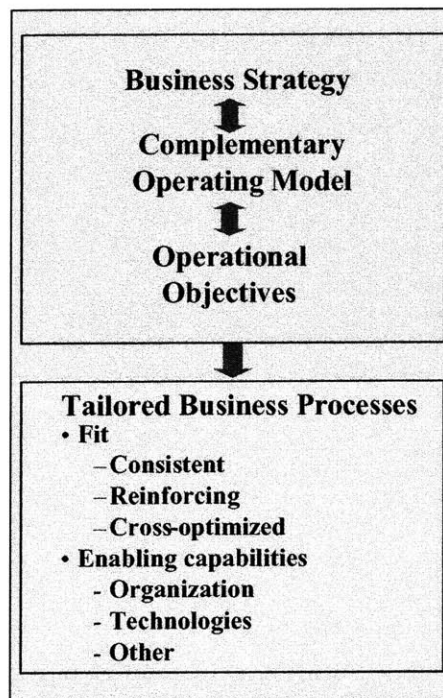 Business Strategy
Complementary
Operating Model
Operational
Objectives
Tailored Business Processes
• Fit
– Consistent
– Reinforcing
– Cross-optimized
• Enabling capabilities
- Organization
- Technologies
- Other